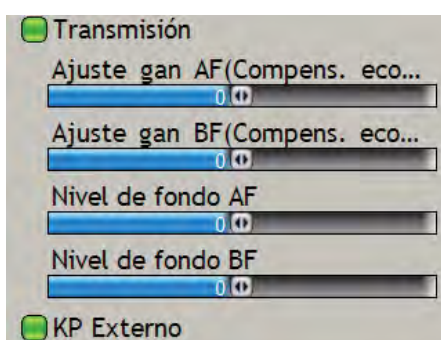 Transmisión
Ajuste gan AF(Compens. eco...
0
Ajuste gan BF(Compens. eco...
0
Nivel de fondo AF
0
Nivel de fondo BF
0
KP Externo